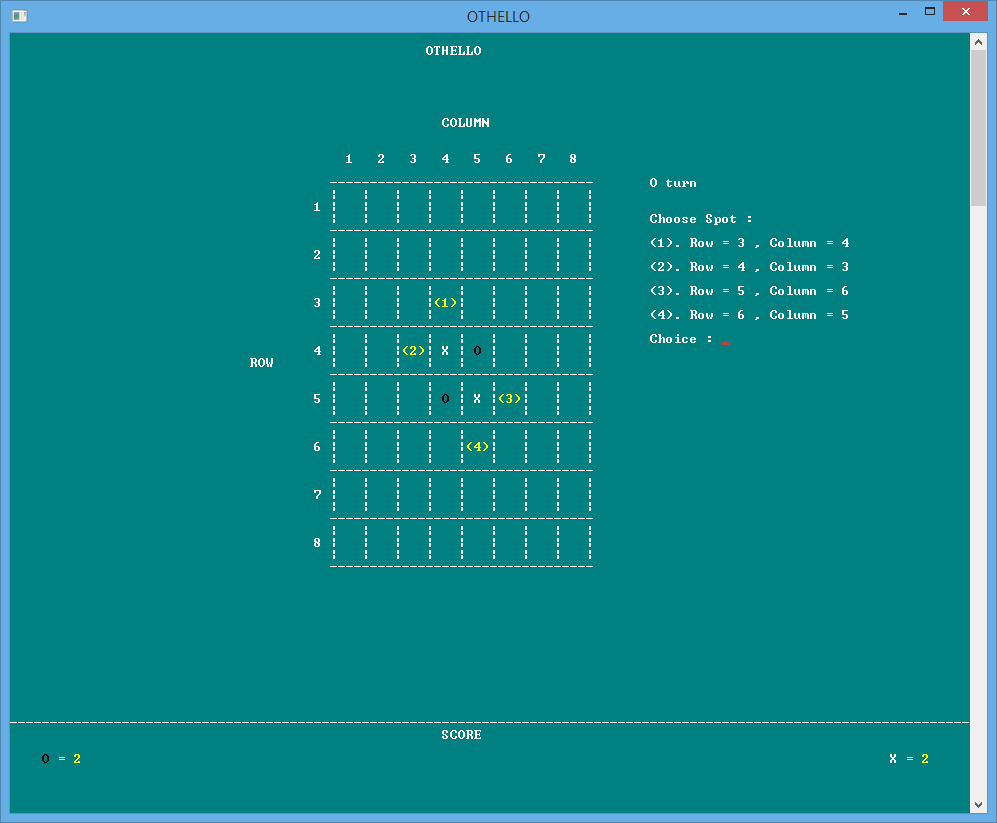 OTHELLO
OTHELLO
COLUMN
1 2 3 4 5 6 7 8
O turn
1
Choose Spot :
(1). Row = 3 , Column = 4
2
(2). Row = 4 , Column = 3
(3). Row = 5 , Column = 6
3 (1)
(4). Row = 6 , Column = 5
Choice : _
4 (2) X O
ROW
5 O X (3)
6 (4)
7
8
SCORE
O = 2 X = 2